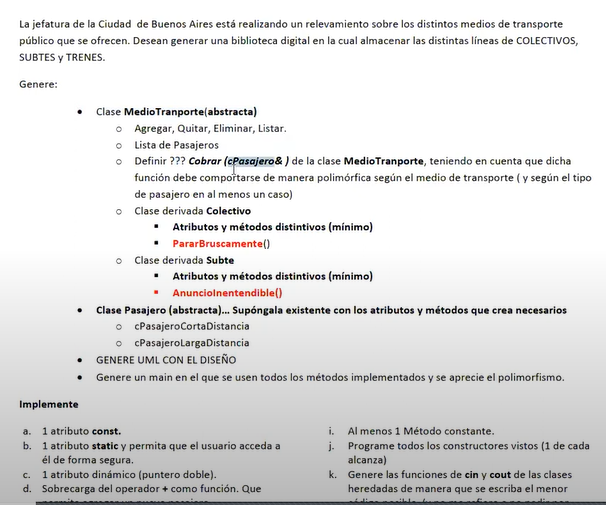 La jefatura de la Ciudad de Buenos Aires está realizando un relevamiento sobre los distintos medios de transporte
público que se ofrecen. Desean generar una biblioteca digital en la cual almacenar las distintas líneas de COLECTIVOS,
SUBTES y TRENES.
Genere:
• Clase MedioTranporte(abstracta)
○ Agregar, Quitar, Eliminar, Listar.
○ Lista de Pasajeros
○ Definir ??? Cobrar (cPasajero& ) de la clase MedioTranporte, teniendo en cuenta que dicha
función debe comportarse de manera polimórfica según el medio de transporte ( y según el tipo
de pasajero en al menos un caso)
○ Clase derivada Colectivo
▪ Atributos y métodos distintivos (mínimo)
▪ PararBruscamente()
○ Clase derivada Subte
▪ Atributos y métodos distintivos (mínimo)
▪ AnuncioInentendible()
• Clase Pasajero (abstracta)... Supóngala existente con los atributos y métodos que crea necesarios
○ cPasajeroCortaDistancia
○ cPasajeroLargaDistancia
• GENERE UML CON EL DISEÑO
• Genere un main en el que se usen todos los métodos implementados y se aprecie el polimorfismo.
Implemente
a. 1 atributo const.
b. 1 atributo static y permita que el usuario acceda a
él de forma segura.
c. 1 atributo dinámico (puntero doble).
d. Sobrecarga del operador + como función. Que
i. Al menos 1 Método constante.
j. Programe todos los constructores vistos (1 de cada
alcanza)
k. Genere las funciones de cin y cout de las clases
heredadas de manera que se escriba el menor